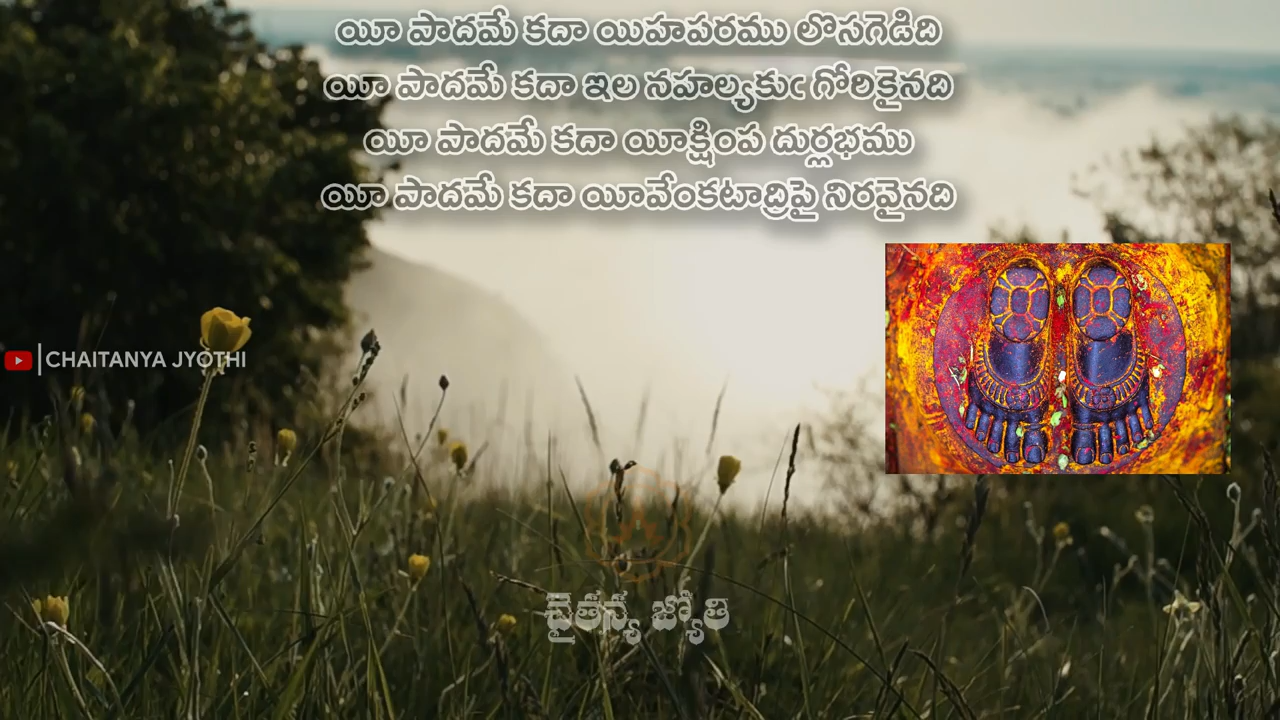 యీ పాదమే కదా యిహపరము లొసగెడిది
యీ పాదమే కదా ఇల నహల్యకుఁ గోరికైనది
యీ పాదమే కదా యీక్షింప దుర్లభము
యీ పాదమే కదా యీవేంకటాద్రిపై నిరవైనది
CHAITANYA JYOTHI
చైతన్య జ్యోతి